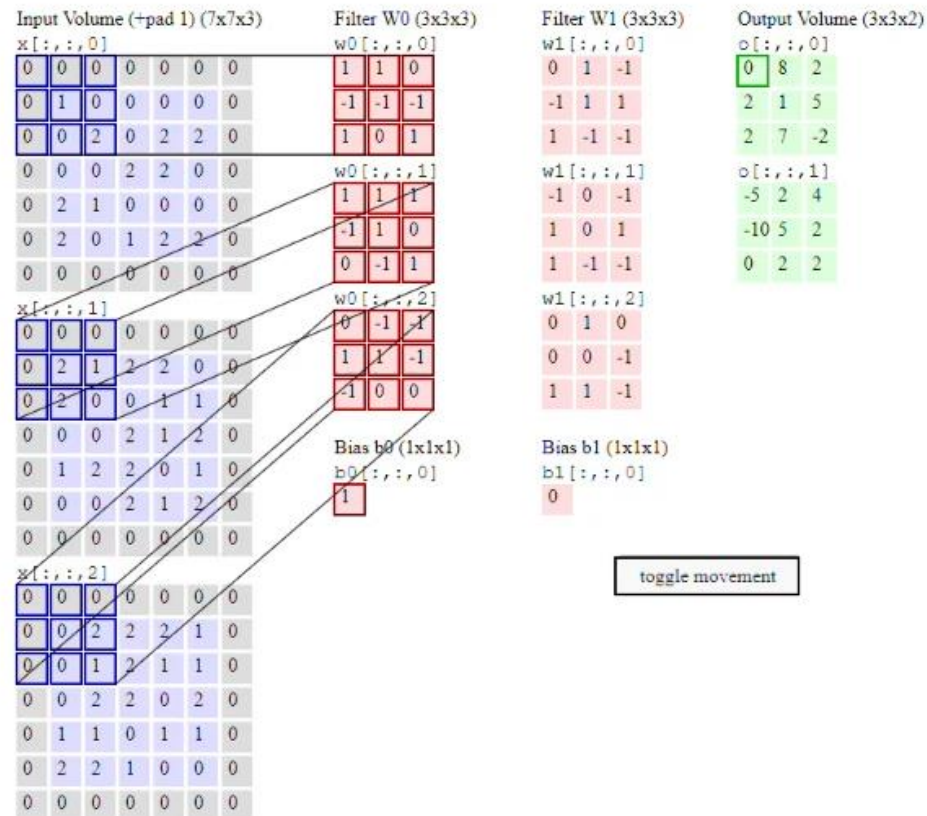 Input Volume (+pad 1) (7x7x3)
x[:,:,0]
0 0 0 0 0 0 0
0 1 0 0 0 0 0
0 0 2 0 2 2 0
0 0 0 2 2 0 0
0 2 1 0 0 0 0
0 2 0 1 2 2 0
0 0 0 0 0 0 0
x[:,:,1]
0 0 0 0 0 0 0
0 2 1 2 2 0 0
0 2 0 0 1 1 0
0 0 0 2 1 2 0
0 1 2 2 0 1 0
0 0 0 2 1 2 0
0 0 0 0 0 0 0
x[:,:,2]
0 0 0 0 0 0 0
0 0 2 2 2 1 0
0 0 1 2 1 1 0
0 0 2 2 0 2 0
0 1 1 0 1 1 0
0 2 2 1 0 0 0
0 0 0 0 0 0 0
Filter W0 (3x3x3)
w0[:,:,0]
1 1 0
-1 -1 -1
1 0 1
w0[:,:,1]
1 1 1
-1 1 0
0 -1 1
w0[:,:,2]
0 -1 -1
1 1 -1
-1 0 0
Bias b0 (1x1x1)
b0[:,:,0]
1
Filter W1 (3x3x3)
w1[:,:,0]
0 1 -1
-1 1 1
1 -1 -1
w1[:,:,1]
-1 0 -1
1 0 1
1 -1 -1
w1[:,:,2]
0 1 0
0 0 -1
1 1 -1
Bias b1 (1x1x1)
b1[:,:,0]
0
Output Volume (3x3x2)
o[:,:,0]
0 8 2
2 1 5
2 7 -2
o[:,:,1]
-5 2 4
-10 5 2
0 2 2
toggle movement